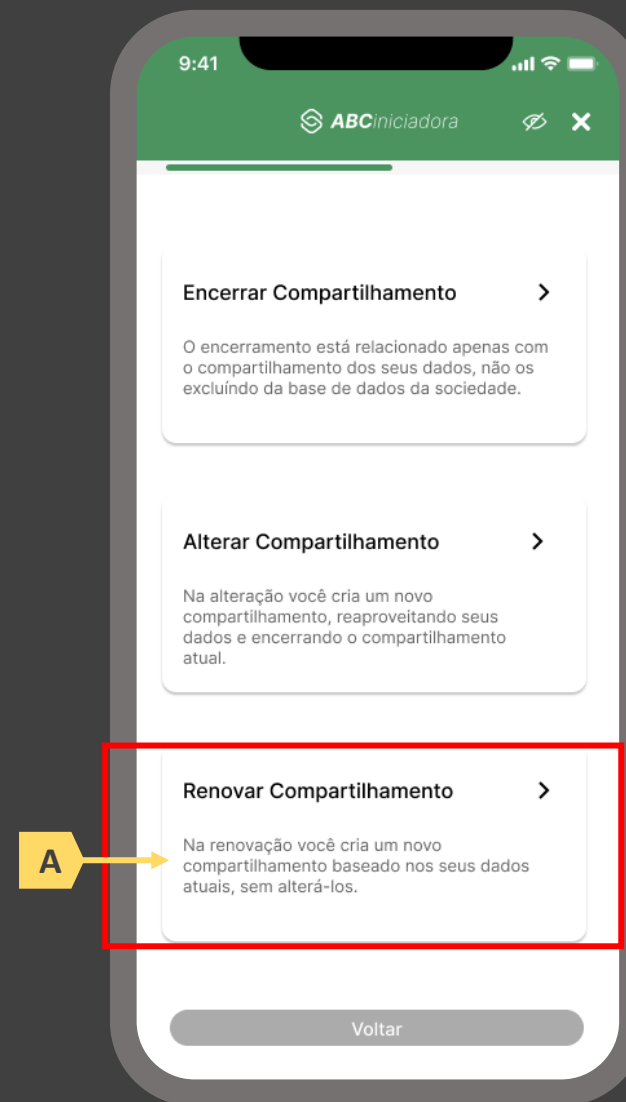 9:41
ABCiniciadora
Encerrar Compartilhamento
O encerramento está relacionado apenas com
o compartilhamento dos seus dados, não os
excluíndo da base de dados da sociedade.
Alterar Compartilhamento
Na alteração você cria um novo
compartilhamento, reaproveitando seus
dados e encerrando o compartilhamento
atual.
Renovar Compartilhamento
A
Na renovação você cria um novo
compartilhamento baseado nos seus dados
atuais, sem alterá-los.
Voltar